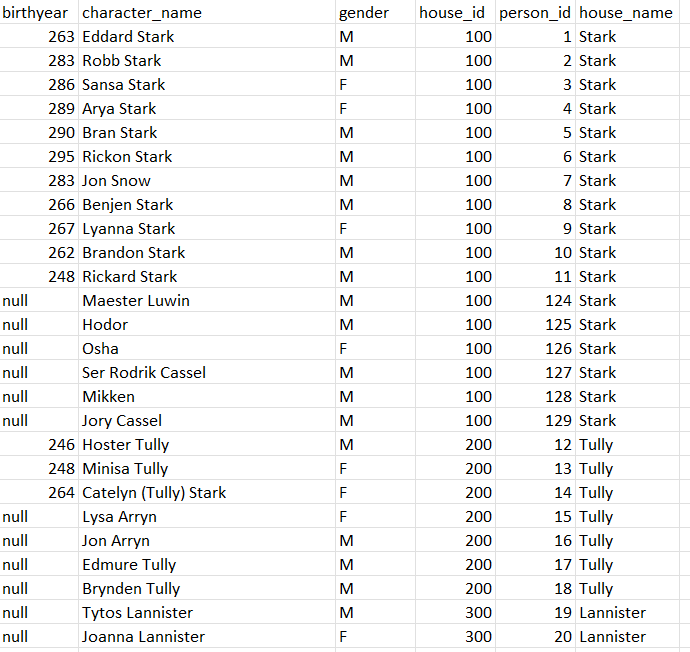 birthyear character_name gender house_id person_id house_name
263 Eddard Stark M 100 1 Stark
283 Robb Stark M 100 2 Stark
286 Sansa Stark F 100 3 Stark
289 Arya Stark F 100 4 Stark
290 Bran Stark M 100 5 Stark
295 Rickon Stark M 100 6 Stark
283 Jon Snow M 100 7 Stark
266 Benjen Stark M 100 8 Stark
267 Lyanna Stark F 100 9 Stark
262 Brandon Stark M 100 10 Stark
248 Rickard Stark M 100 11 Stark
null Maester Luwin M 100 124 Stark
null Hodor M 100 125 Stark
null Osha F 100 126 Stark
null Ser Rodrik Cassel M 100 127 Stark
null Mikken M 100 128 Stark
null Jory Cassel M 100 129 Stark
246 Hoster Tully M 200 12 Tully
248 Minisa Tully F 200 13 Tully
264 Catelyn (Tully) Stark F 200 14 Tully
null Lysa Arryn F 200 15 Tully
null Jon Arryn M 200 16 Tully
null Edmure Tully M 200 17 Tully
null Brynden Tully M 200 18 Tully
null Tytos Lannister M 300 19 Lannister
null Joanna Lannister F 300 20 Lannister